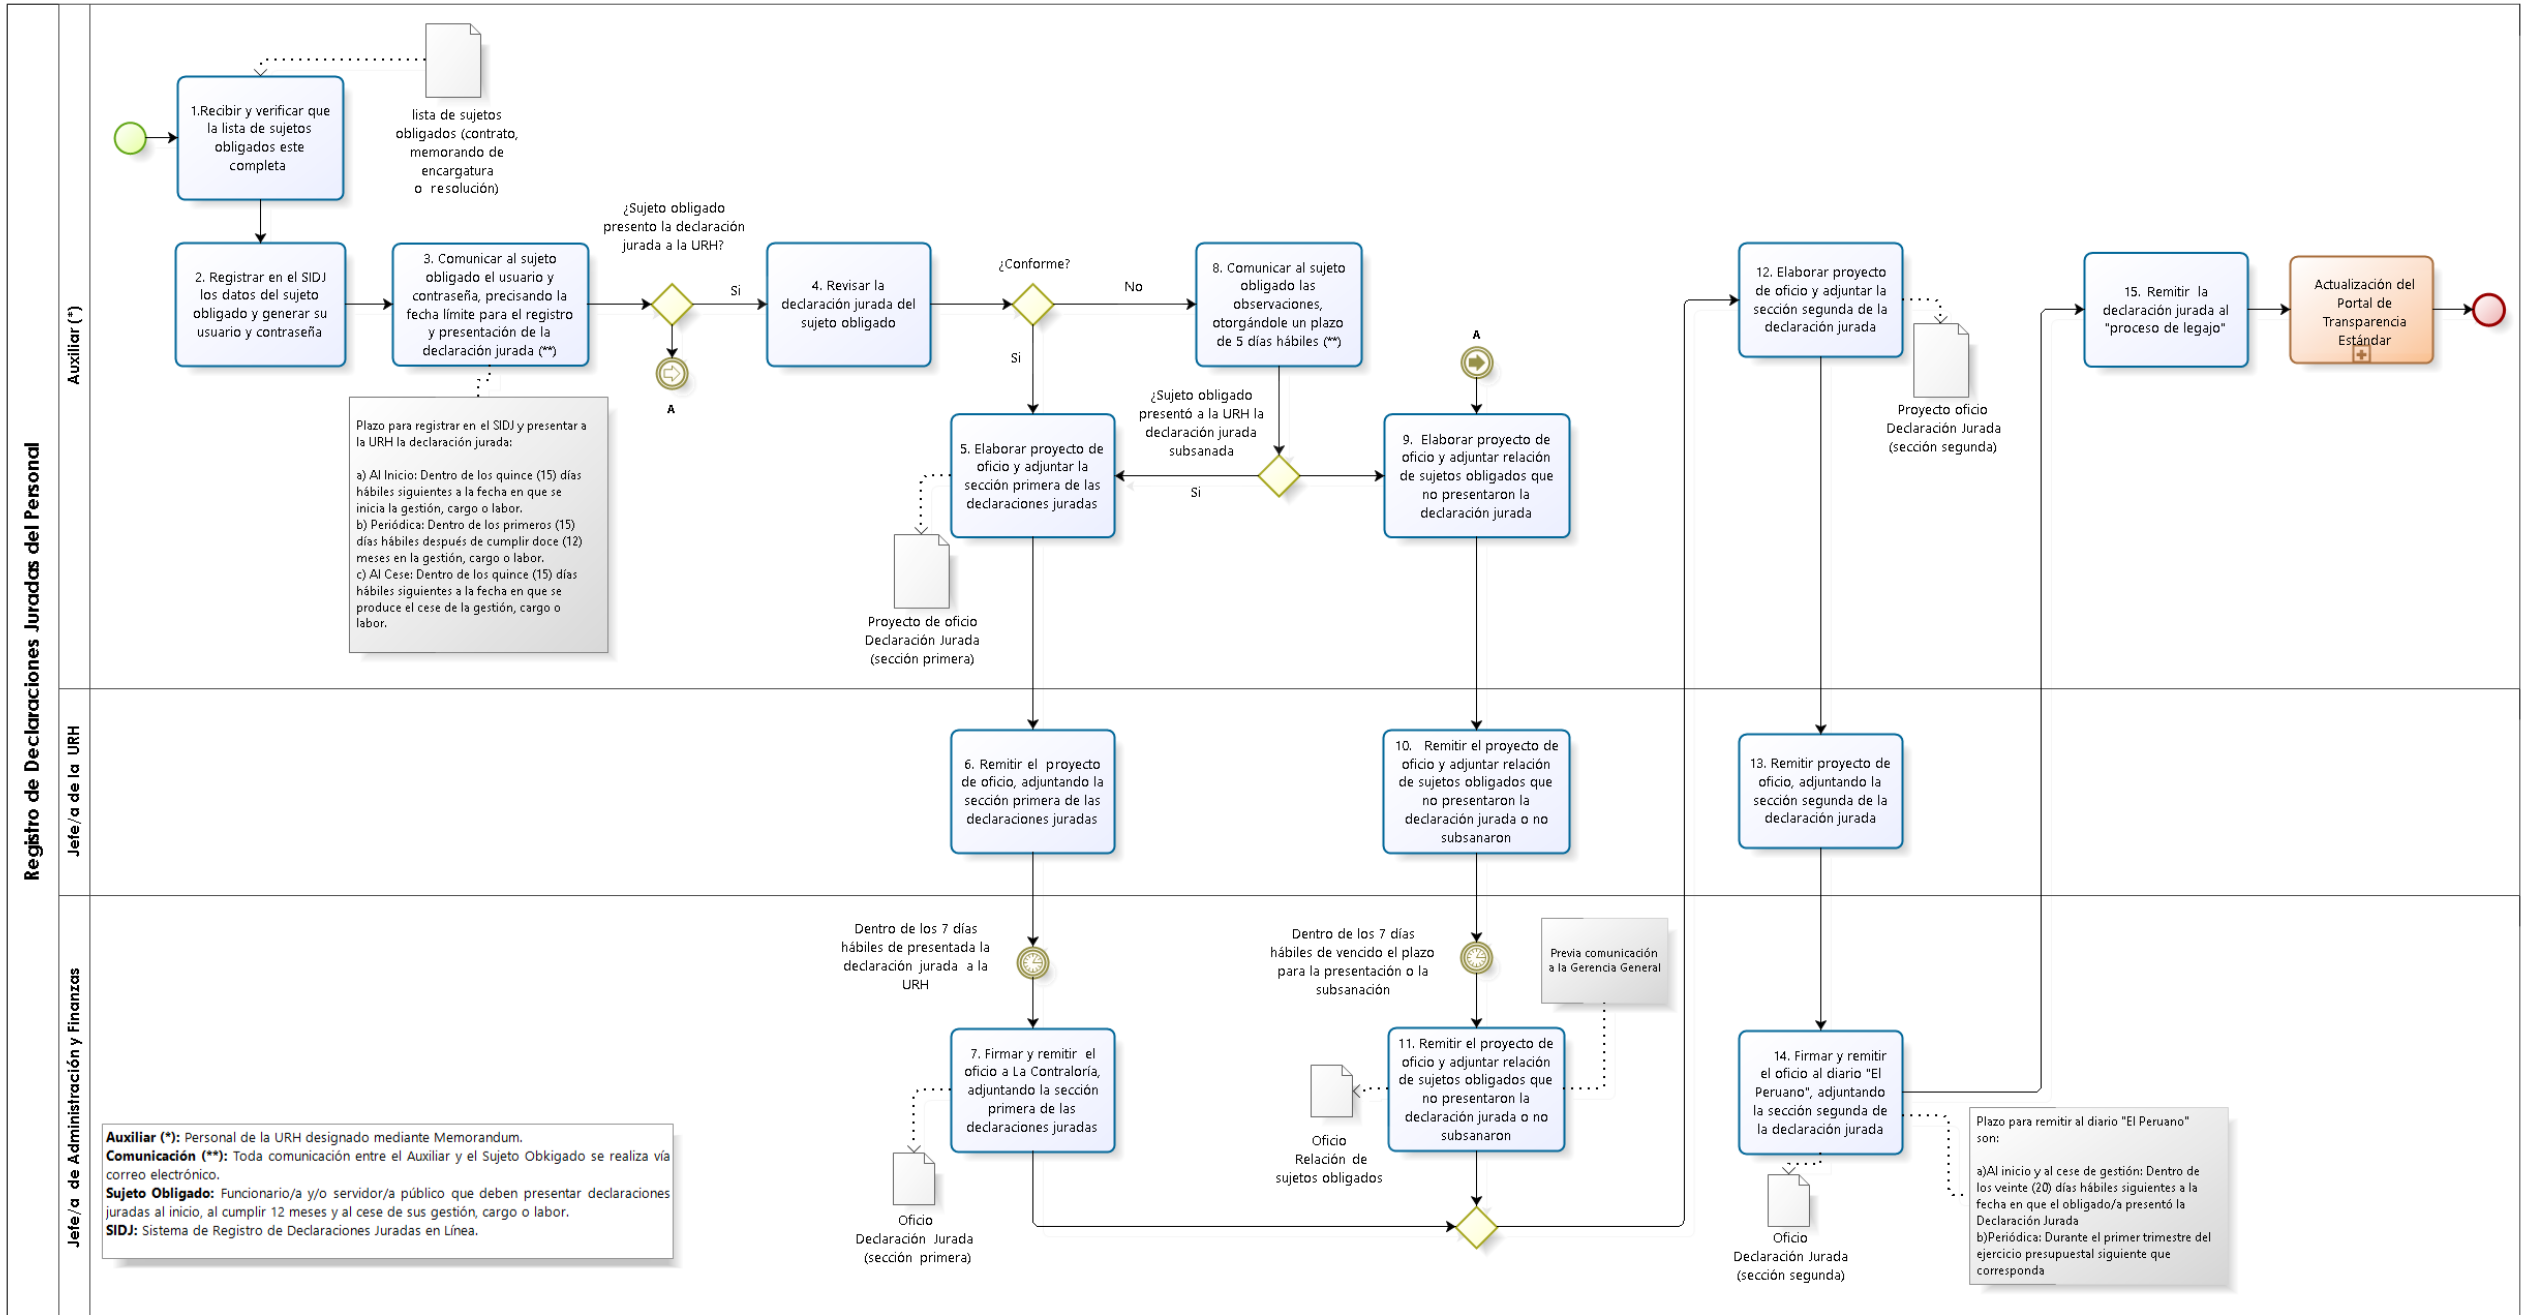 Registro de Declaraciones Juradas del Personal
Auxiliar (*)
lista de sujetos
obligados (contrato,
memorando de
encargatura
o resolución)
1.Recibir y verificar que
la lista de sujetos
obligados este
completa
2. Registrar en el SIDJ
los datos del sujeto
obligado y generar su
usuario y contraseña
3. Comunicar al sujeto
obligado el usuario y
contraseña, precisando la
fecha límite para el registro
y presentación de la
declaración jurada (**)
Plazo para registrar en el SIDJ y presentar a
la URH la declaración jurada:
a) Al Inicio: Dentro de los quince (15) días
hábiles siguientes a la fecha en que se
inicia la gestión, cargo o labor.
b) Periódica: Dentro de los primeros (15)
días hábiles después de cumplir doce (12)
meses en la gestión, cargo o labor.
c) Al Cese: Dentro de los quince (15) días
hábiles siguientes a la fecha en que se
produce el cese de la gestión, cargo o
labor.
¿Sujeto obligado
presento la declaración
jurada a la URH?
Si
A
4. Revisar la
declaración jurada del
sujeto obligado
¿Conforme?
No
Si
8. Comunicar al sujeto
obligado las
observaciones,
otorgándole un plazo
de 5 días hábiles (**)
¿Sujeto obligado
presentó a la URH la
declaración jurada
subsanada
Si
5. Elaborar proyecto de
oficio y adjuntar la
sección primera de las
declaraciones juradas
Proyecto de oficio
Declaración Jurada
(sección primera)
A
9. Elaborar proyecto de
oficio y adjuntar relación
de sujetos obligados que
no presentaron la
declaración jurada
12. Elaborar proyecto
de oficio y adjuntar la
sección segunda de la
declaración jurada
Proyecto oficio
Declaración Jurada
(sección segunda)
15. Remitir la
declaración jurada al
"proceso de legajo"
Actualización del
Portal de
Transparencia
Estándar
Jefe/a de la URH
6. Remitir el proyecto
de oficio, adjuntando la
sección primera de las
declaraciones juradas
10. Remitir el proyecto de
oficio y adjuntar relación
de sujetos obligados que
no presentaron la
declaración jurada o no
subsanaron
13. Remitir proyecto de
oficio, adjuntando la
sección segunda de la
declaración jurada
Jefe/a de Administración y Finanzas
Dentro de los 7 días
hábiles de presentada la
declaración jurada a la
URH
7. Firmar y remitir el
oficio a La Contraloría,
adjuntando la sección
primera de las
declaraciones juradas
Oficio
Declaración Jurada
(sección primera)
Dentro de los 7 días
hábiles de vencido el plazo
para la presentación o la
subsanación
Previa comunicación
a la Gerencia General
11. Remitir el proyecto de
oficio y adjuntar relación
de sujetos obligados que
no presentaron la
declaración jurada o no
subsanaron
Oficio
Relación de
sujetos obligados
14. Firmar y remitir
el oficio al diario "El
Peruano", adjuntando
la sección segunda de
la declaración jurada
Oficio
Declaración Jurada
(sección segunda)
Plazo para remitir al diario "El Peruano"
son:
a)Al inicio y al cese de gestión: Dentro de
los veinte (20) días hábiles siguientes a la
fecha en que el obligado/a presentó la
Declaración Jurada
b)Periódica: Durante el primer trimestre del
ejercicio presupuestal siguiente que
corresponda
Auxiliar (*): Personal de la URH designado mediante Memorandum.
Comunicación (**): Toda comunicación entre el Auxiliar y el Sujeto Obkigado se realiza vía
correo electrónico.
Sujeto Obligado: Funcionario/a y/o servidor/a público que deben presentar declaraciones
juradas al inicio, al cumplir 12 meses y al cese de sus gestión, cargo o labor.
SIDJ: Sistema de Registro de Declaraciones Juradas en Línea.